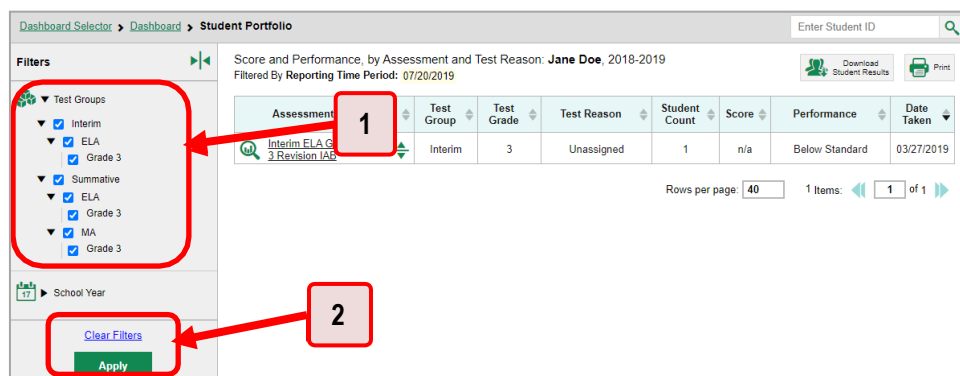 Dashboard Selector > Dashboard > Student Portfolio
Enter Student ID
Filters
Test Groups
Interim
ELA
Grade 3
Summative
ELA
Grade 3
MA
Grade 3
17
School Year
Clear Filters
Apply
1
2
Score and Performance, by Assessment and Test Reason: Jane Doe, 2018-2019
Filtered By Reporting Time Period: 07/20/2019
Download
Student Results
Print
Assessment
Test
Group
Test
Grade
Test Reason
Student
Count
Score
Performance
Date
Taken
Interim ELA G
3 Revision IAB
Interim
3
Unassigned
1
n/a
Below Standard
03/27/2019
Rows per page: 40
1 Items:
1 of 1